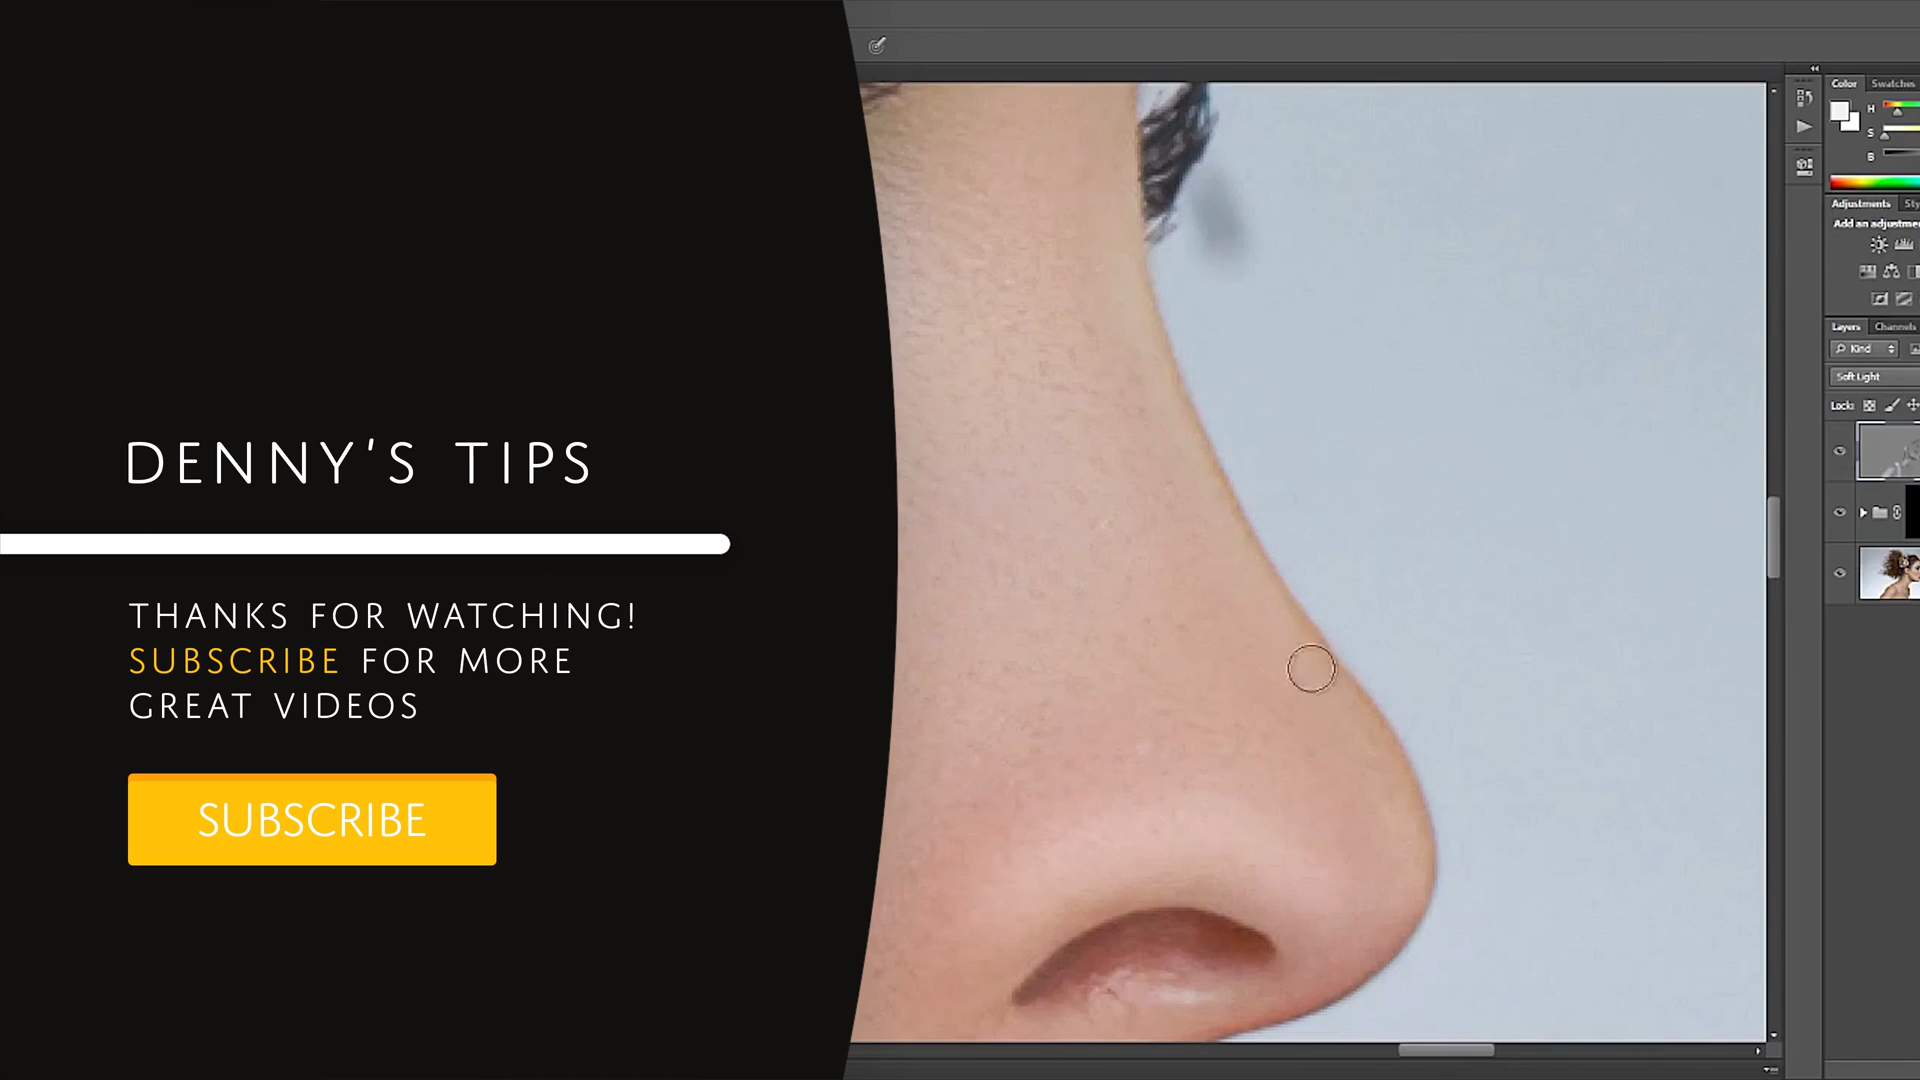 DENNY'S TIPS
THANKS FOR WATCHING!
SUBSCRIBE FOR MORE
GREAT VIDEOS
SUBSCRIBE
Color Swatches
H
S
B
Adjustments
Add an
Layers Channels
Kind
Soft Light
Lock: